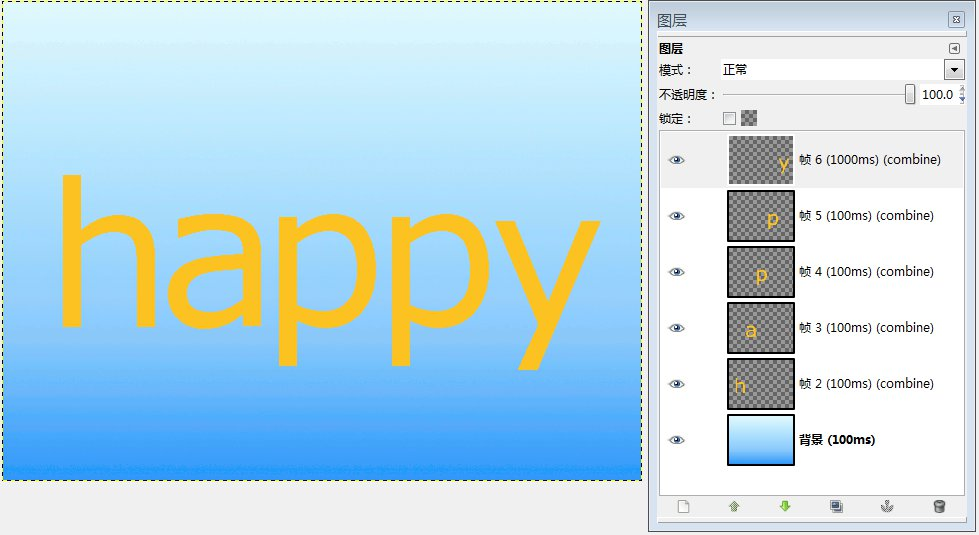 happy
图层
图层
模式：
正常
不透明度：
100.0
锁定：
y
帧 6 (1000ms) (combine)
p
帧 5 (100ms) (combine)
p
帧 4 (100ms) (combine)
a
帧 3 (100ms) (combine)
h
帧 2 (100ms) (combine)
背景 (100ms)